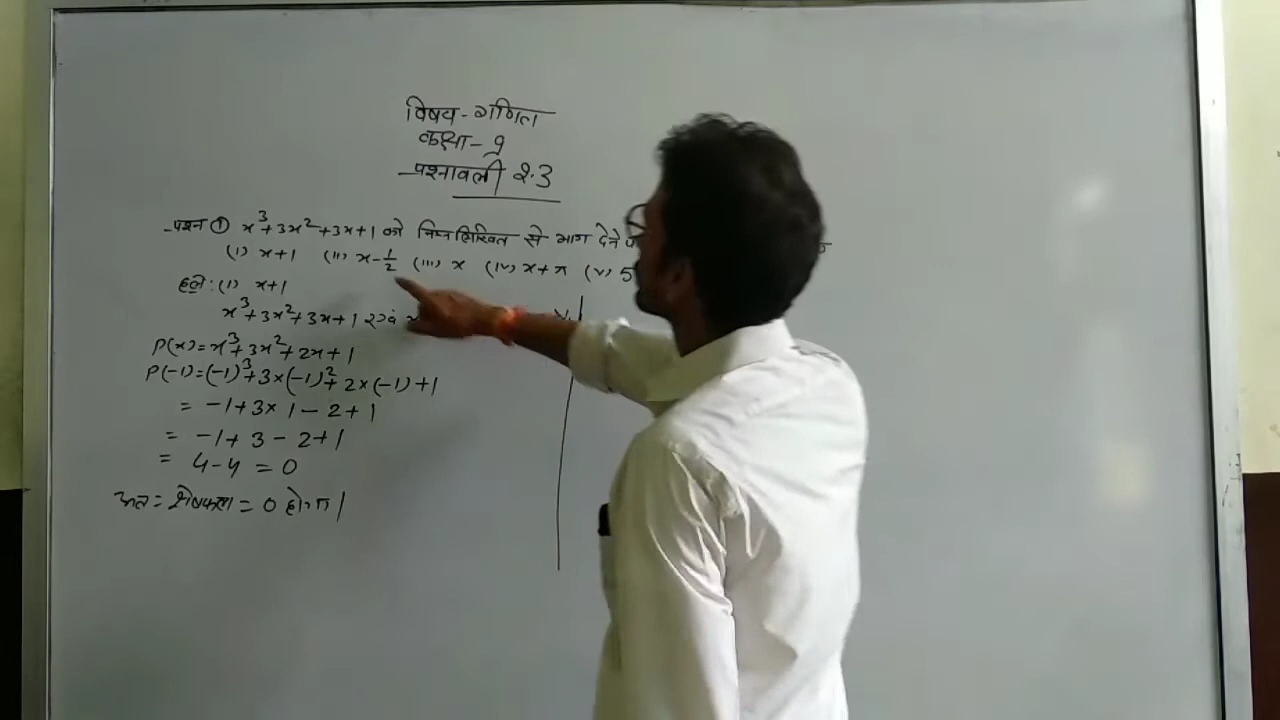 विषय - गणित
कक्षा - 9
प्रश्नावली 2.3
प्रश्न ① x³+3x²+3x+1 को निम्नलिखित से भाग देने
(i) x+1 (ii) x-1/2 (iii) x (iv) x+π (v) 5
हल: (i) x+1
x³+3x²+3x+1 एवं
P(x)=x³+3x²+2x+1
P(-1)=(-1)³+3×(-1)²+2×(-1)+1
= -1+3×1-2+1
= -1+3-2+1
= 4-4 = 0
अतः शेषफल = 0 होगा।